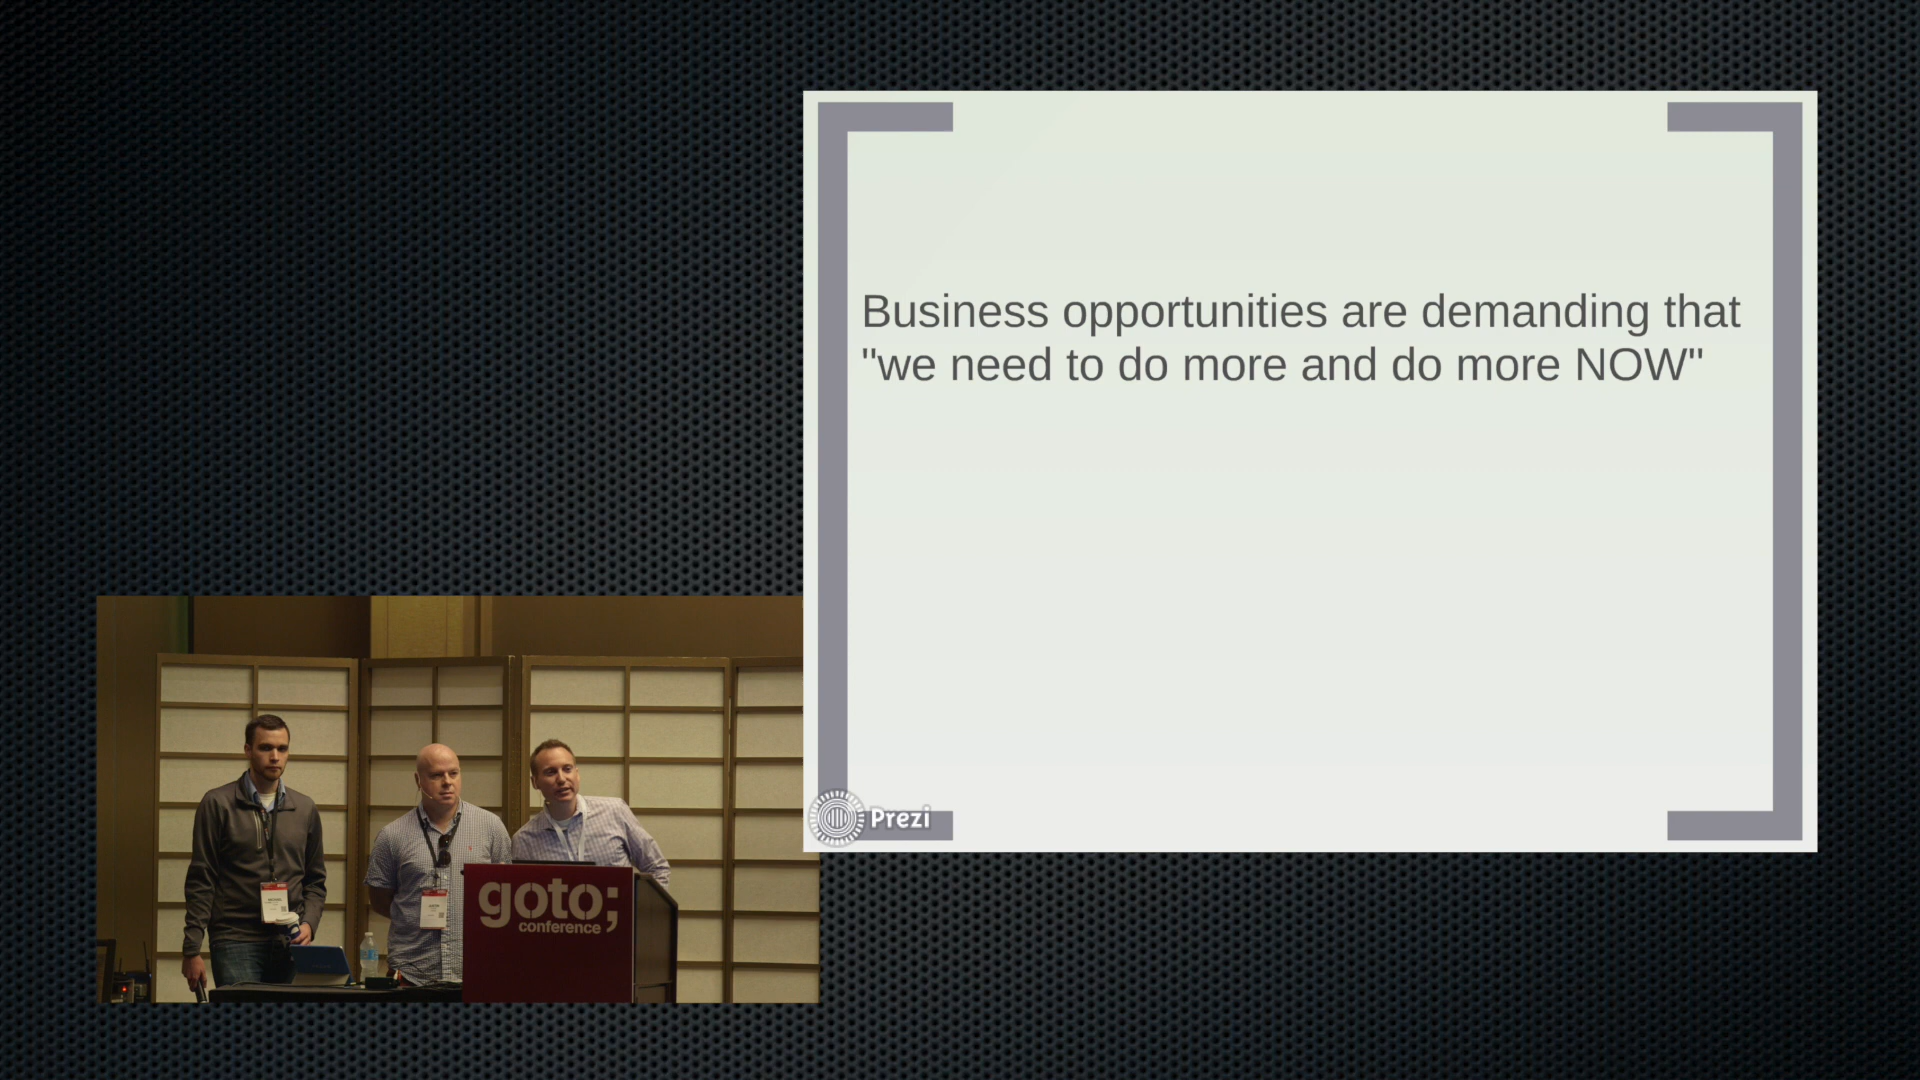 Business opportunities are demanding that
"we need to do more and do more NOW"
Prezi
goto;
conference